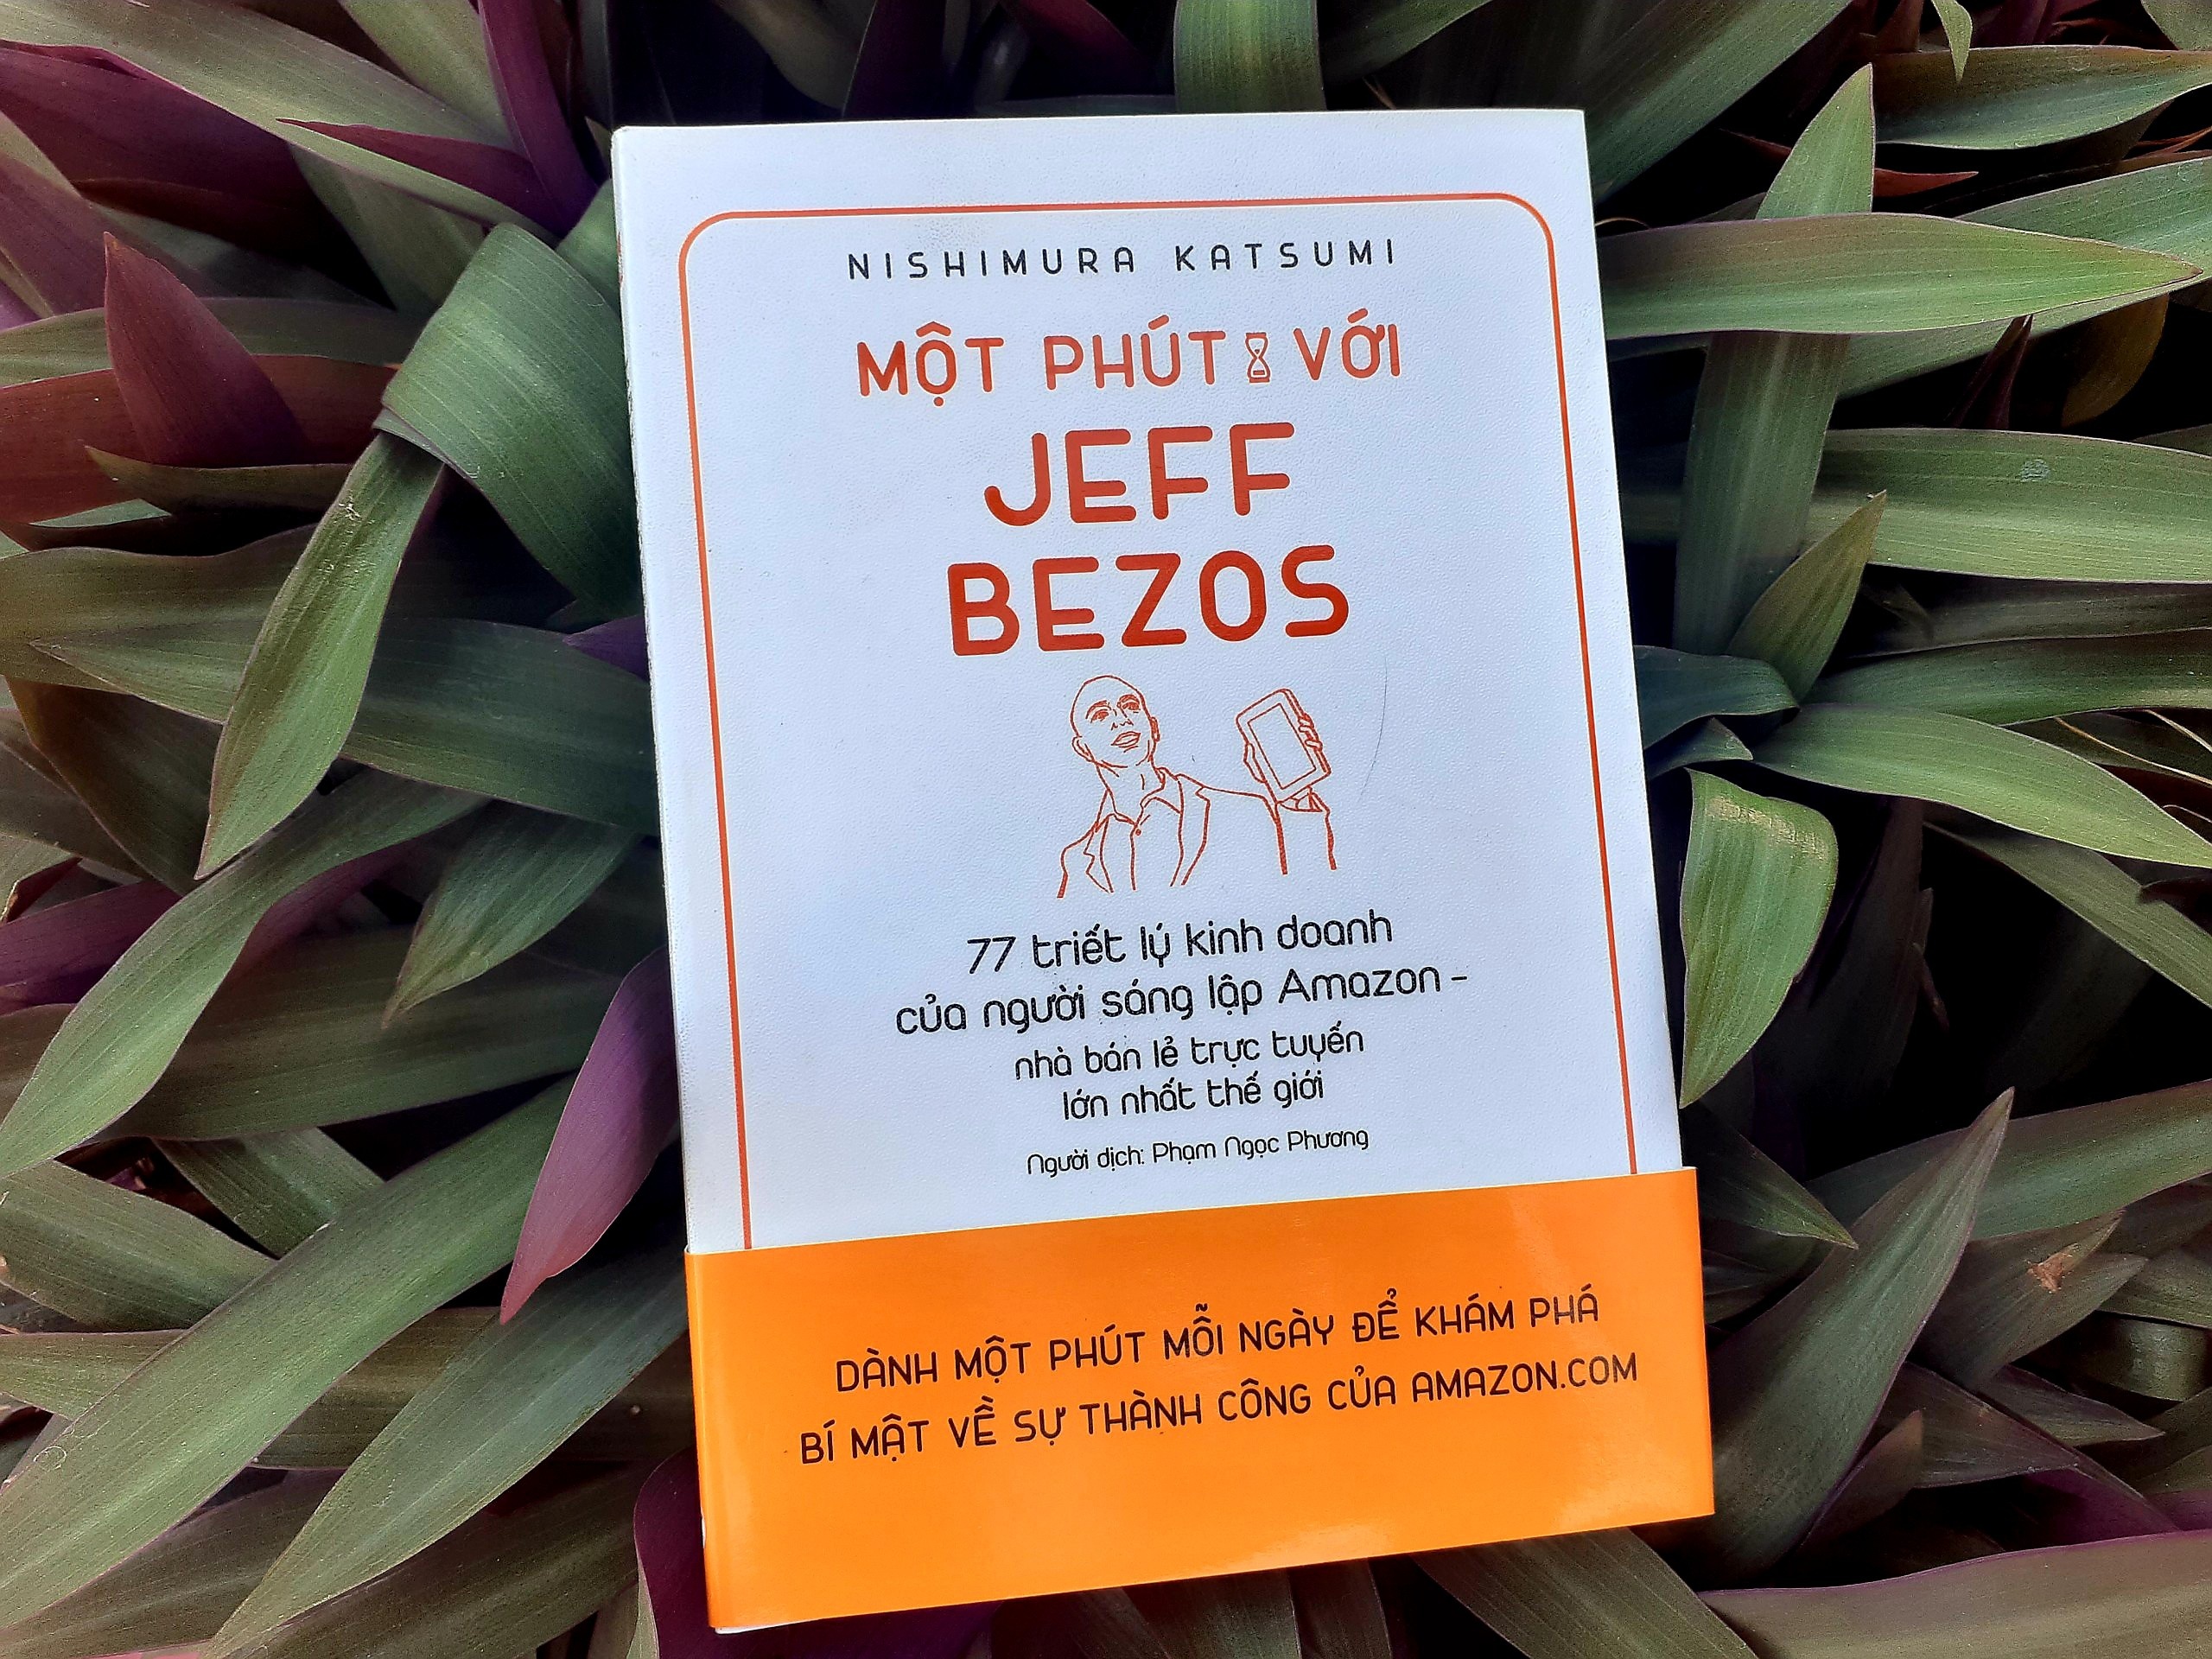 NISHIMURA KATSUMI
MỘT PHÚT VỚI
JEFF
BEZOS
77 triết lý kinh doanh
của người sáng lập Amazon –
nhà bán lẻ trực tuyến
lớn nhất thế giới
Người dịch: Phạm Ngọc Phương
DÀNH MỘT PHÚT MỖI NGÀY ĐỂ KHÁM PHÁ
BÍ MẬT VỀ SỰ THÀNH CÔNG CỦA AMAZON.COM